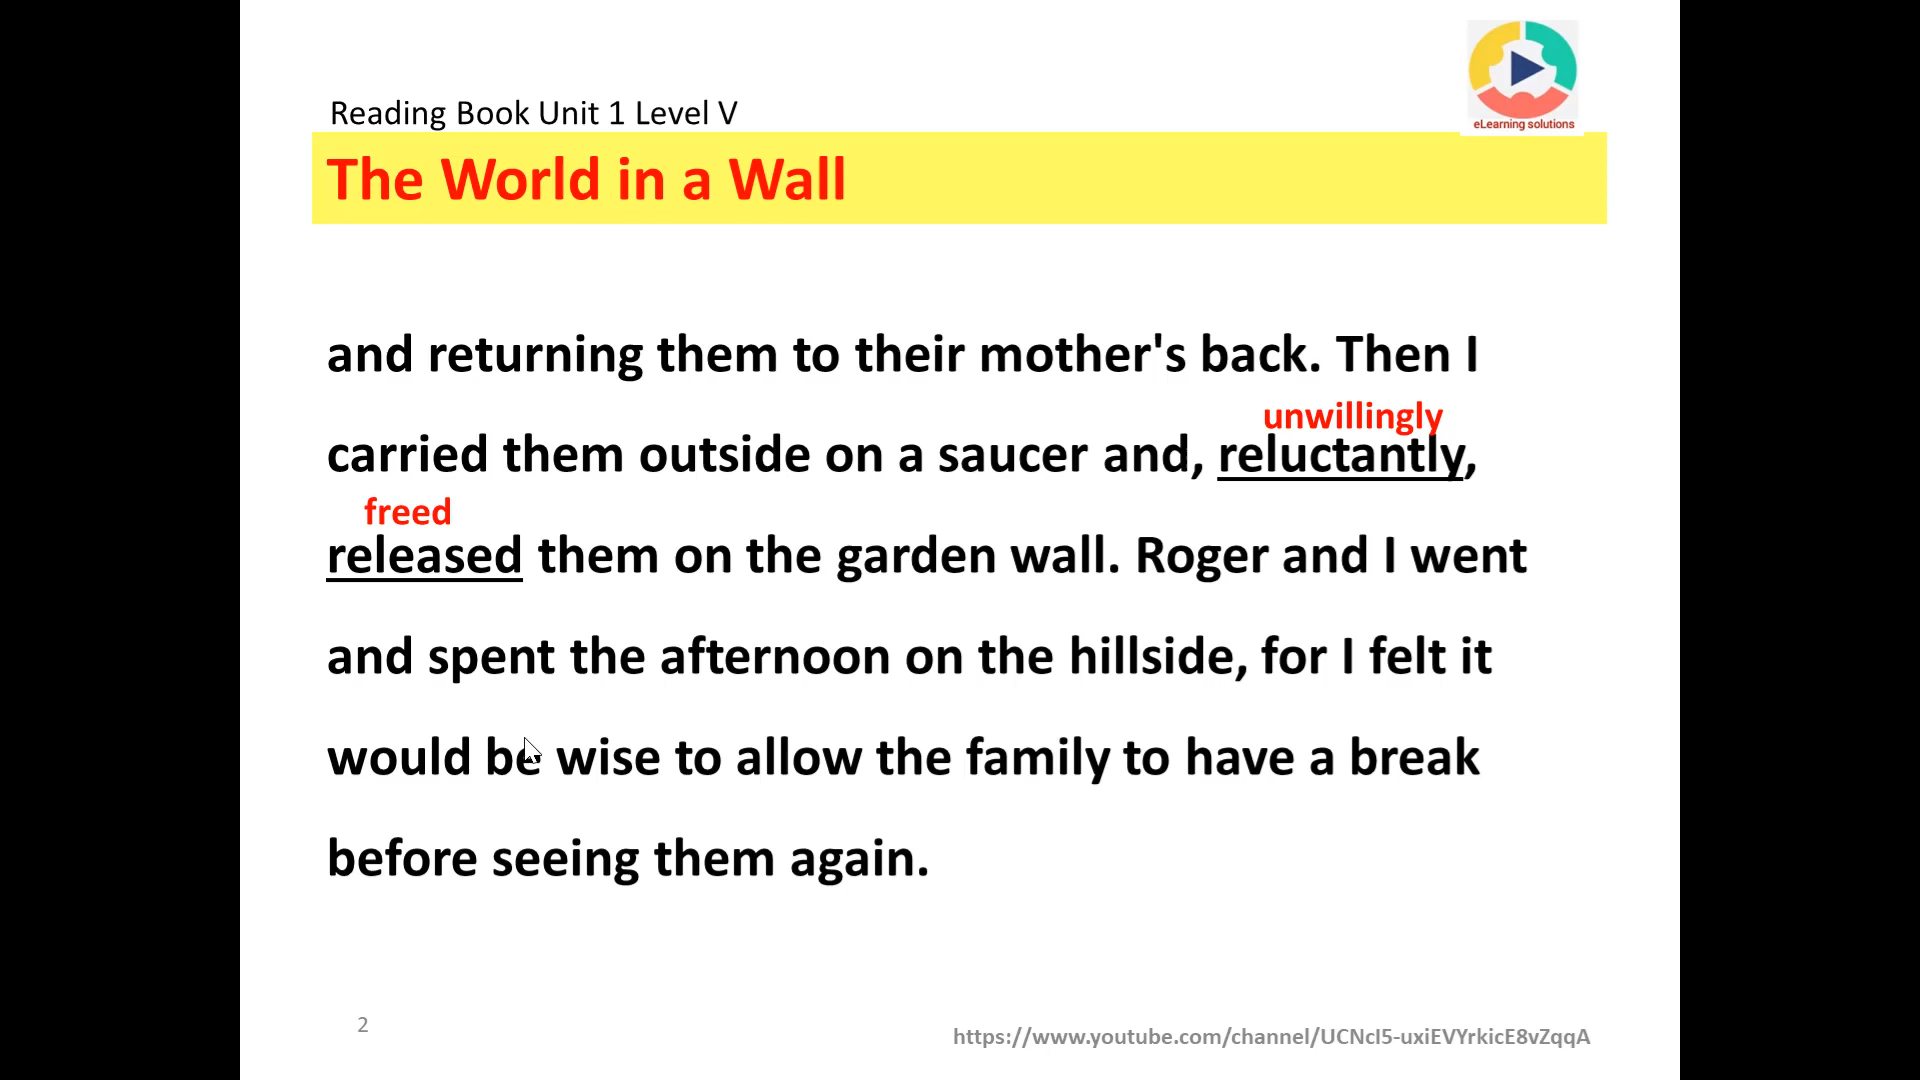 eLearning solutions
Reading Book Unit 1 Level V
The World in a Wall
and returning them to their mother's back. Then I
unwillingly
carried them outside on a saucer and, reluctantly,
freed
released them on the garden wall. Roger and I went
and spent the afternoon on the hillside, for I felt it
would be wise to allow the family to have a break
before seeing them again.
2
https://www.youtube.com/channel/UCNcI5-uxiEVYrkicE8vZqqA